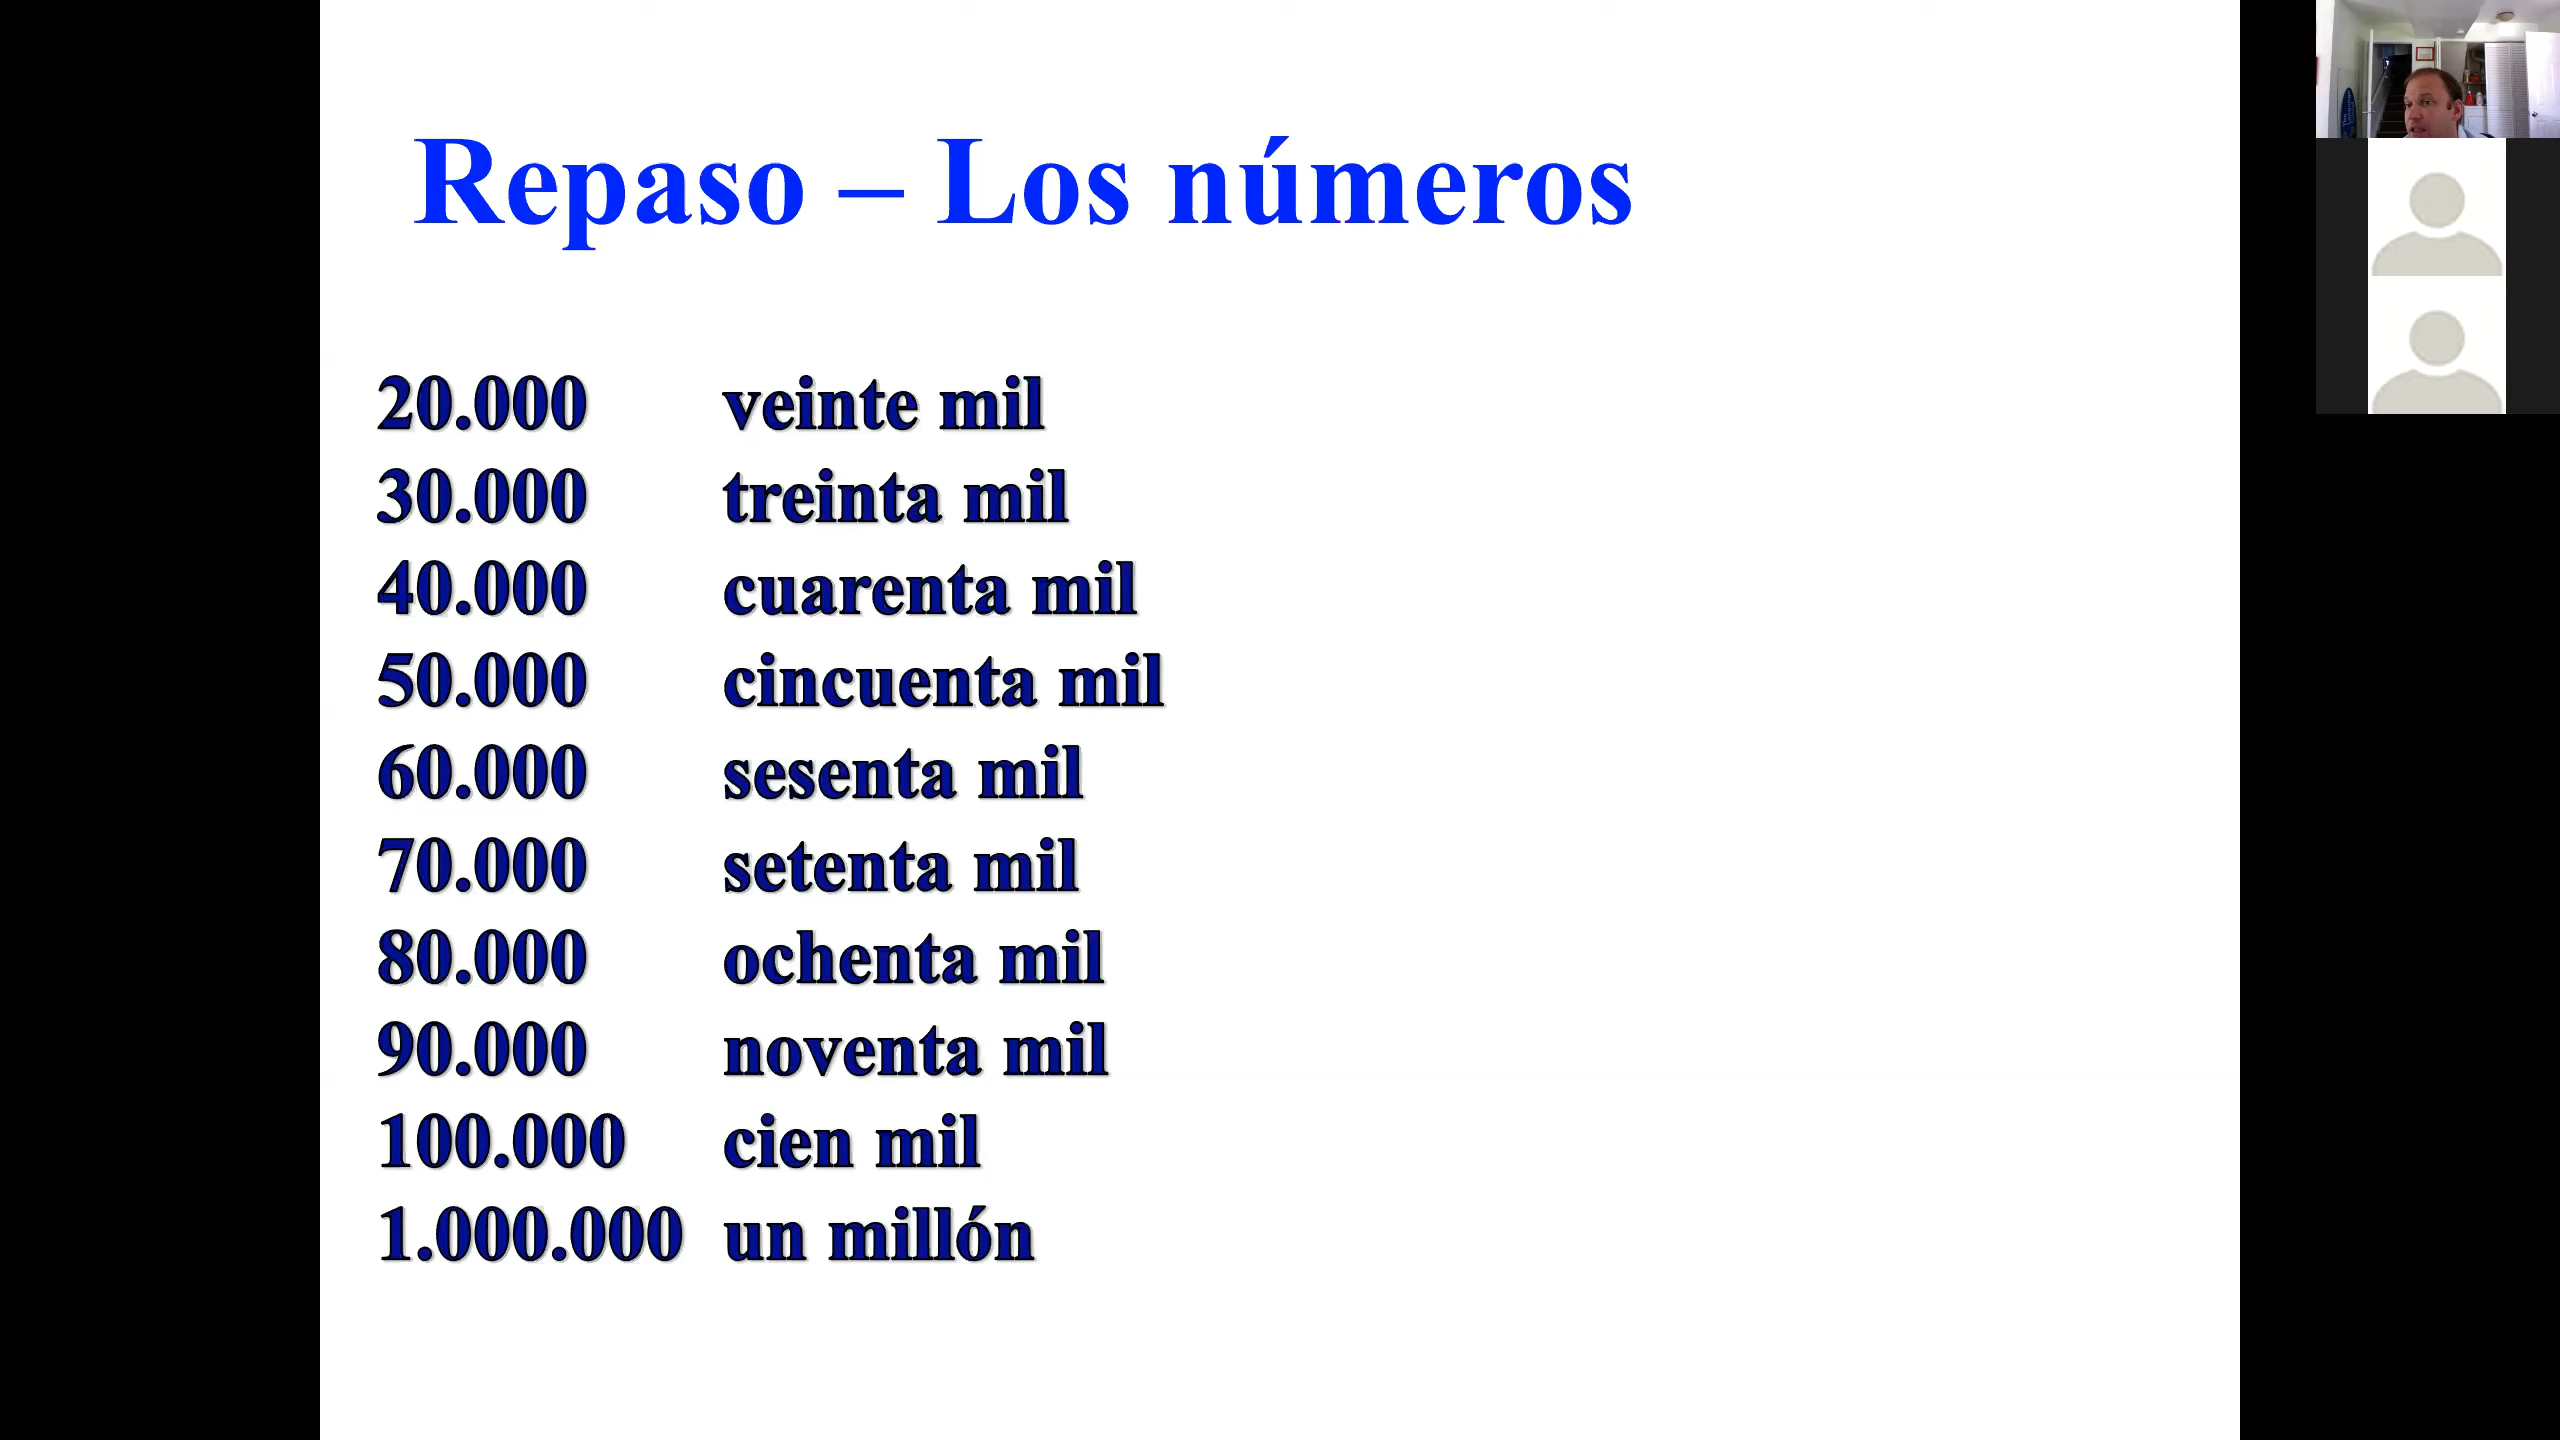 Repaso – Los números
20.000 veinte mil
30.000 treinta mil
40.000 cuarenta mil
50.000 cincuenta mil
60.000 sesenta mil
70.000 setenta mil
80.000 ochenta mil
90.000 noventa mil
100.000 cien mil
1.000.000 un millón